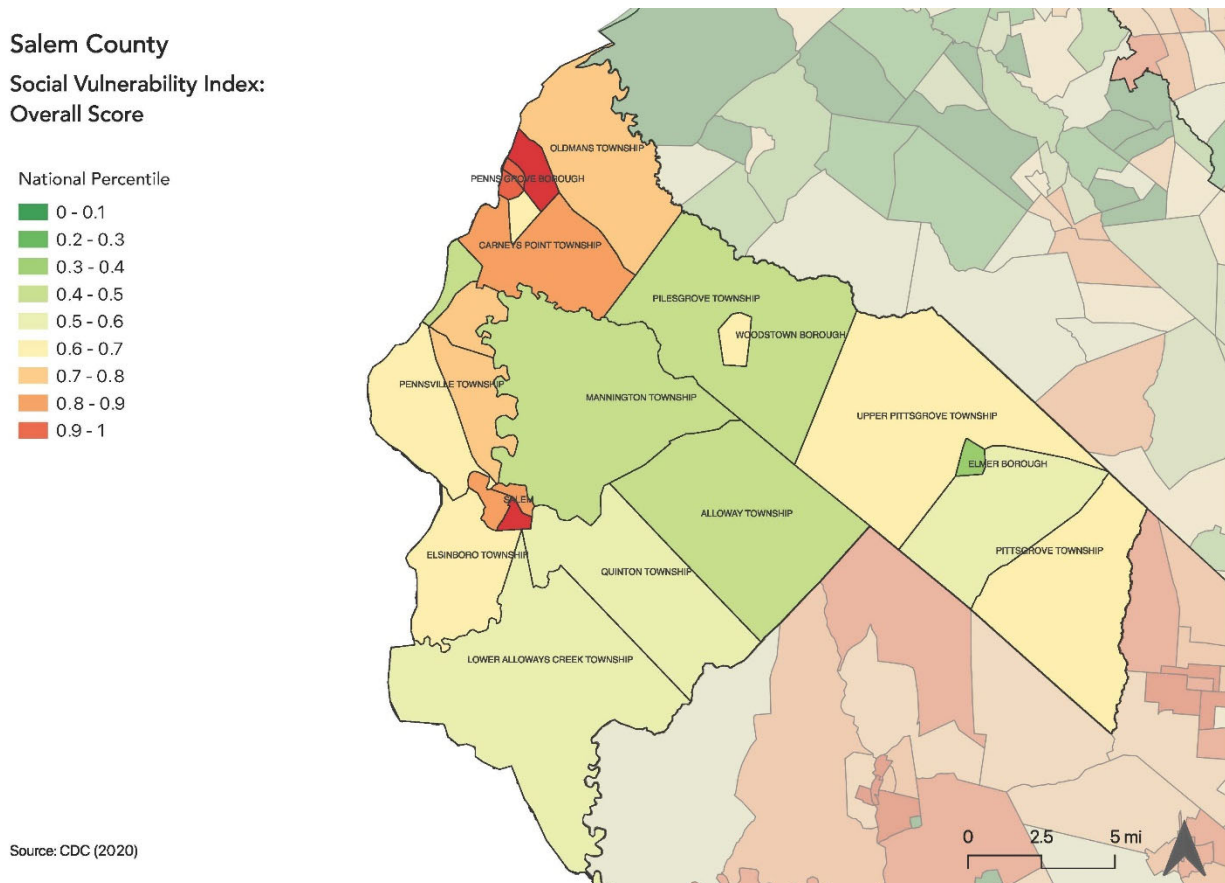 Salem County
Social Vulnerability Index:
Overall Score
National Percentile
0 - 0.1
0.2 - 0.3
0.3 - 0.4
0.4 - 0.5
0.5 - 0.6
0.6 - 0.7
0.7 - 0.8
0.8 - 0.9
0.9 - 1
OLDMANS TOWNSHIP
PENNS GROVE BOROUGH
CARNEYS POINT TOWNSHIP
PILESGROVE TOWNSHIP
WOODSTOWN BOROUGH
PENNSVILLE TOWNSHIP
MANNINGTON TOWNSHIP
UPPER PITTSGROVE TOWNSHIP
ELMER BOROUGH
SALEM
ALLOWAY TOWNSHIP
PITTSGROVE TOWNSHIP
ELSINBORO TOWNSHIP
QUINTON TOWNSHIP
LOWER ALLOWAYS CREEK TOWNSHIP
0 2.5 5 mi
Source: CDC (2020)